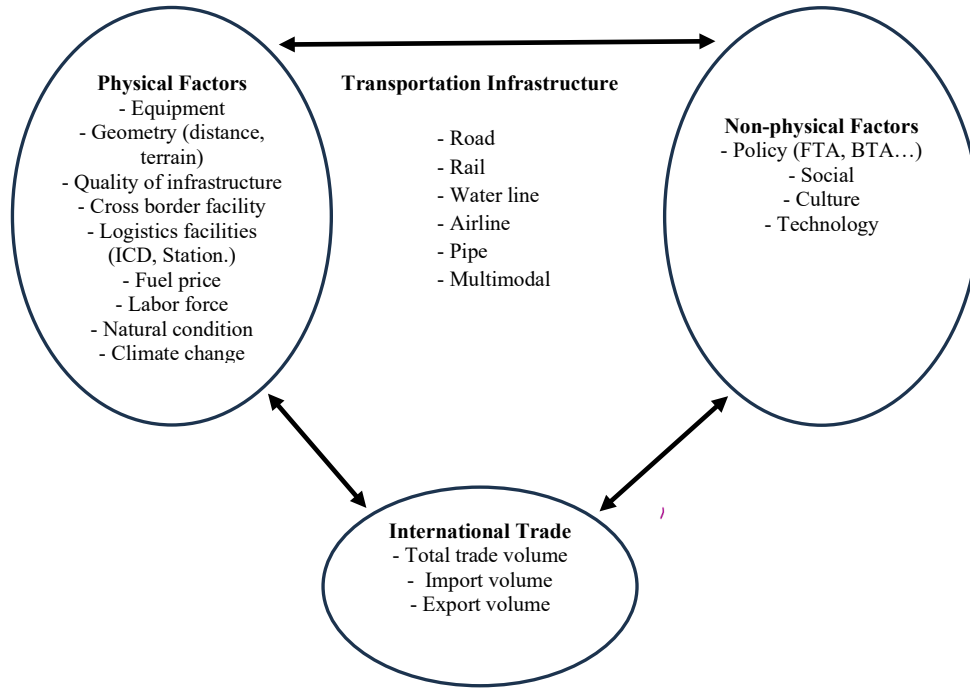 Physical Factors
- Equipment
- Geometry (distance,
terrain)
- Quality of infrastructure
- Cross border facility
- Logistics facilities
(ICD, Station.)
- Fuel price
- Labor force
- Natural condition
- Climate change
Transportation Infrastructure
- Road
- Rail
- Water line
- Airline
- Pipe
- Multimodal
Non-physical Factors
- Policy (FTA, BTA…)
- Social
- Culture
- Technology
International Trade
- Total trade volume
- Import volume
- Export volume